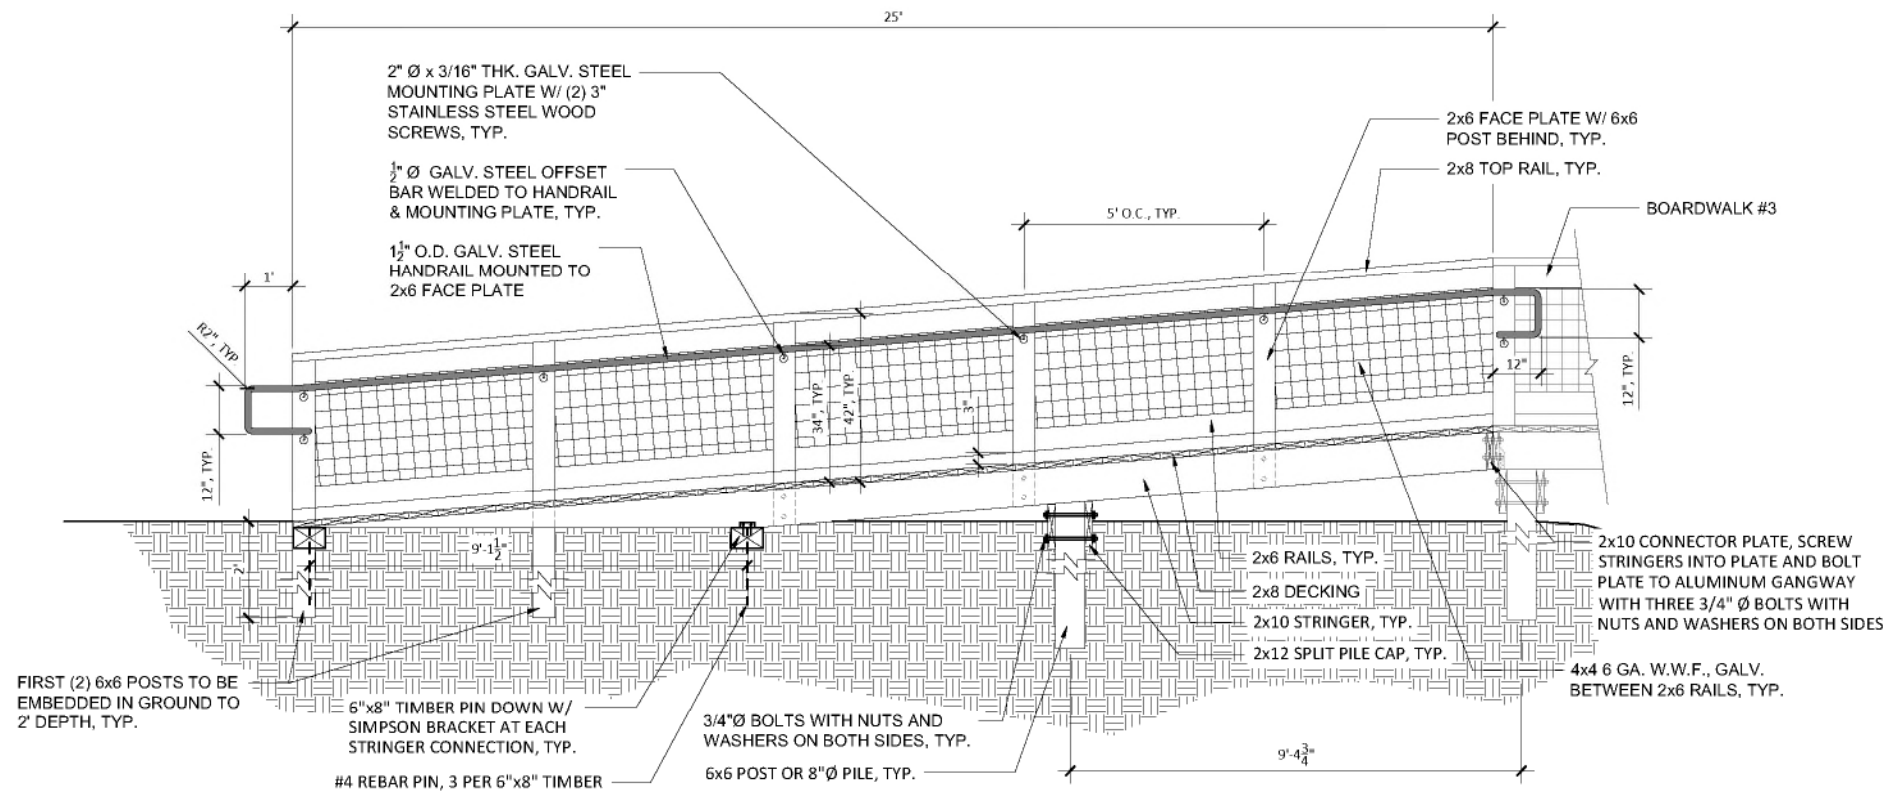 25'
2" Ø x 3/16" THK. GALV. STEEL
MOUNTING PLATE W/ (2) 3"
STAINLESS STEEL WOOD
SCREWS, TYP.
2x6 FACE PLATE W/ 6x6
POST BEHIND, TYP.
2x8 TOP RAIL, TYP.
½" Ø GALV. STEEL OFFSET
BAR WELDED TO HANDRAIL
& MOUNTING PLATE, TYP.
5' O.C., TYP.
BOARDWALK #3
1½" O.D. GALV. STEEL
HANDRAIL MOUNTED TO
2x6 FACE PLATE
1'
R2", TYP
12", TYP.
34", TYP.
42", TYP.
3"
12"
12", TYP.
2'
9'-1½"
2x6 RAILS, TYP.
2x8 DECKING
2x10 STRINGER, TYP.
2x12 SPLIT PILE CAP, TYP.
2x10 CONNECTOR PLATE, SCREW
STRINGERS INTO PLATE AND BOLT
PLATE TO ALUMINUM GANGWAY
WITH THREE 3/4" Ø BOLTS WITH
NUTS AND WASHERS ON BOTH SIDES
4x4 6 GA. W.W.F., GALV.
BETWEEN 2x6 RAILS, TYP.
FIRST (2) 6x6 POSTS TO BE
EMBEDDED IN GROUND TO
2' DEPTH, TYP.
6"x8" TIMBER PIN DOWN W/
SIMPSON BRACKET AT EACH
STRINGER CONNECTION, TYP.
#4 REBAR PIN, 3 PER 6"x8" TIMBER
3/4"Ø BOLTS WITH NUTS AND
WASHERS ON BOTH SIDES, TYP.
6x6 POST OR 8"Ø PILE, TYP.
9'-4¾"